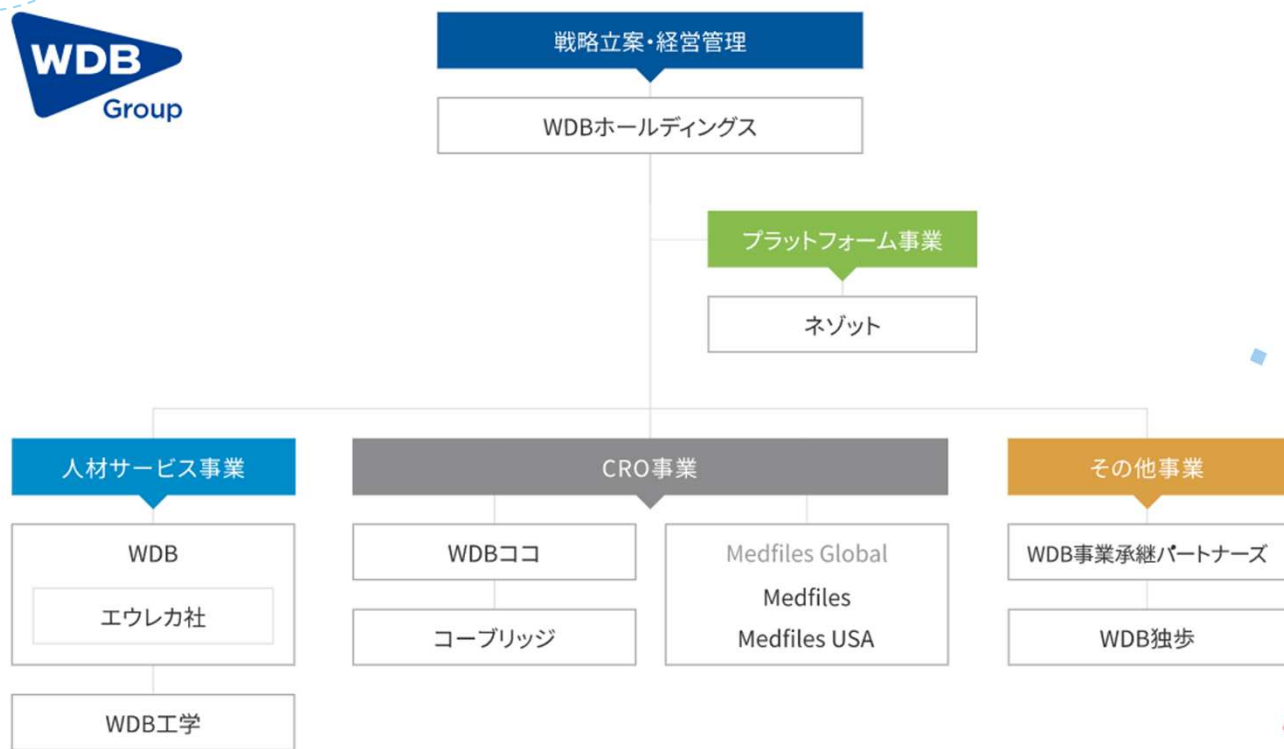 WDB
Group
戦略立案・経営管理
WDBホールディングス
プラットフォーム事業
ネゾット
人材サービス事業
WDB
エウレカ社
WDB工学
CRO事業
WDBココ
コーブリッジ
Medfiles Global
Medfiles
Medfiles USA
その他事業
WDB事業承継パートナーズ
WDB独歩